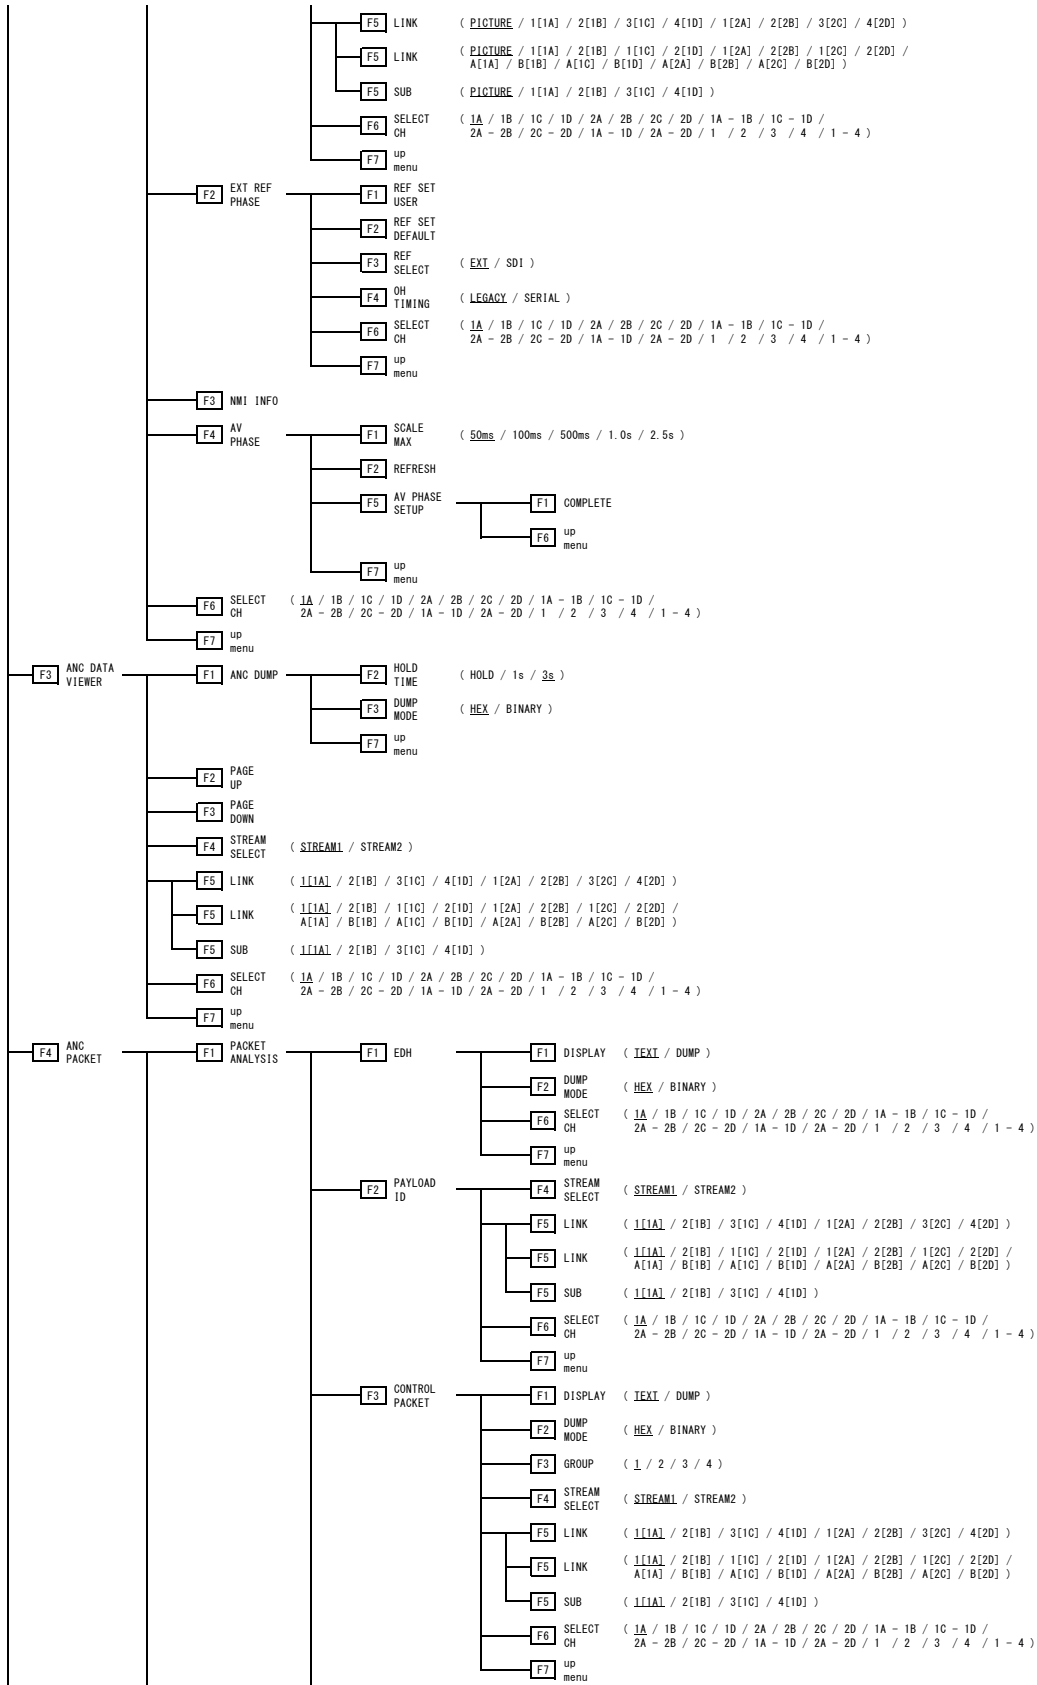 F5 LINK ( PICTURE / 1[1A] / 2[1B] / 3[1C] / 4[1D] / 1[2A] / 2[2B] / 3[2C] / 4[2D] )
F5 LINK ( PICTURE / 1[1A] / 2[1B] / 1[1C] / 2[1D] / 1[2A] / 2[2B] / 1[2C] / 2[2D] /
A[1A] / B[1B] / A[1C] / B[1D] / A[2A] / B[2B] / A[2C] / B[2D] )
F5 SUB ( PICTURE / 1[1A] / 2[1B] / 3[1C] / 4[1D] )
F6 SELECT ( 1A / 1B / 1C / 1D / 2A / 2B / 2C / 2D / 1A - 1B / 1C - 1D /
CH 2A - 2B / 2C - 2D / 1A - 1D / 2A - 2D / 1 / 2 / 3 / 4 / 1 - 4 )
F7 up
menu
F2 EXT REF F1 REF SET
PHASE USER
F2 REF SET
DEFAULT
F3 REF ( EXT / SDI )
SELECT
F4 OH ( LEGACY / SERIAL )
TIMING
F6 SELECT ( 1A / 1B / 1C / 1D / 2A / 2B / 2C / 2D / 1A - 1B / 1C - 1D /
CH 2A - 2B / 2C - 2D / 1A - 1D / 2A - 2D / 1 / 2 / 3 / 4 / 1 - 4 )
F7 up
menu
F3 NMI INFO
F4 AV F1 SCALE ( 50ms / 100ms / 500ms / 1.0s / 2.5s )
PHASE MAX
F2 REFRESH
F5 AV PHASE F1 COMPLETE
SETUP
F6 up
menu
F7 up
menu
F6 SELECT ( 1A / 1B / 1C / 1D / 2A / 2B / 2C / 2D / 1A - 1B / 1C - 1D /
CH 2A - 2B / 2C - 2D / 1A - 1D / 2A - 2D / 1 / 2 / 3 / 4 / 1 - 4 )
F7 up
menu
F3 ANC DATA F1 ANC DUMP F2 HOLD ( HOLD / 1s / 3s )
VIEWER TIME
F3 DUMP ( HEX / BINARY )
MODE
F7 up
menu
F2 PAGE
UP
F3 PAGE
DOWN
F4 STREAM ( STREAM1 / STREAM2 )
SELECT
F5 LINK ( 1[1A] / 2[1B] / 3[1C] / 4[1D] / 1[2A] / 2[2B] / 3[2C] / 4[2D] )
F5 LINK ( 1[1A] / 2[1B] / 1[1C] / 2[1D] / 1[2A] / 2[2B] / 1[2C] / 2[2D] /
A[1A] / B[1B] / A[1C] / B[1D] / A[2A] / B[2B] / A[2C] / B[2D] )
F5 SUB ( 1[1A] / 2[1B] / 3[1C] / 4[1D] )
F6 SELECT ( 1A / 1B / 1C / 1D / 2A / 2B / 2C / 2D / 1A - 1B / 1C - 1D /
CH 2A - 2B / 2C - 2D / 1A - 1D / 2A - 2D / 1 / 2 / 3 / 4 / 1 - 4 )
F7 up
menu
F4 ANC F1 PACKET F1 EDH F1 DISPLAY ( TEXT / DUMP )
PACKET ANALYSIS
F2 DUMP ( HEX / BINARY )
MODE
F6 SELECT ( 1A / 1B / 1C / 1D / 2A / 2B / 2C / 2D / 1A - 1B / 1C - 1D /
CH 2A - 2B / 2C - 2D / 1A - 1D / 2A - 2D / 1 / 2 / 3 / 4 / 1 - 4 )
F7 up
menu
F2 PAYLOAD F4 STREAM ( STREAM1 / STREAM2 )
ID SELECT
F5 LINK ( 1[1A] / 2[1B] / 3[1C] / 4[1D] / 1[2A] / 2[2B] / 3[2C] / 4[2D] )
F5 LINK ( 1[1A] / 2[1B] / 1[1C] / 2[1D] / 1[2A] / 2[2B] / 1[2C] / 2[2D] /
A[1A] / B[1B] / A[1C] / B[1D] / A[2A] / B[2B] / A[2C] / B[2D] )
F5 SUB ( 1[1A] / 2[1B] / 3[1C] / 4[1D] )
F6 SELECT ( 1A / 1B / 1C / 1D / 2A / 2B / 2C / 2D / 1A - 1B / 1C - 1D /
CH 2A - 2B / 2C - 2D / 1A - 1D / 2A - 2D / 1 / 2 / 3 / 4 / 1 - 4 )
F7 up
menu
F3 CONTROL F1 DISPLAY ( TEXT / DUMP )
PACKET
F2 DUMP ( HEX / BINARY )
MODE
F3 GROUP ( 1 / 2 / 3 / 4 )
F4 STREAM ( STREAM1 / STREAM2 )
SELECT
F5 LINK ( 1[1A] / 2[1B] / 3[1C] / 4[1D] / 1[2A] / 2[2B] / 3[2C] / 4[2D] )
F5 LINK ( 1[1A] / 2[1B] / 1[1C] / 2[1D] / 1[2A] / 2[2B] / 1[2C] / 2[2D] /
A[1A] / B[1B] / A[1C] / B[1D] / A[2A] / B[2B] / A[2C] / B[2D] )
F5 SUB ( 1[1A] / 2[1B] / 3[1C] / 4[1D] )
F6 SELECT ( 1A / 1B / 1C / 1D / 2A / 2B / 2C / 2D / 1A - 1B / 1C - 1D /
CH 2A - 2B / 2C - 2D / 1A - 1D / 2A - 2D / 1 / 2 / 3 / 4 / 1 - 4 )
F7 up
menu